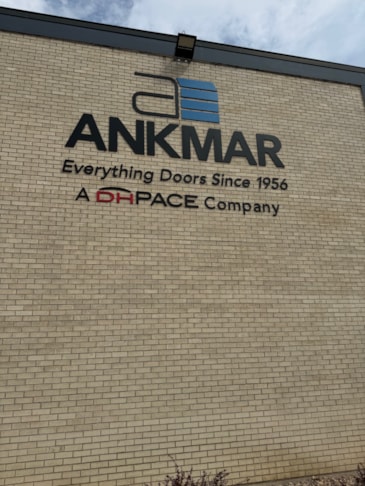 ANKMAR
Everything Doors Since 1956
A DHPACE Company